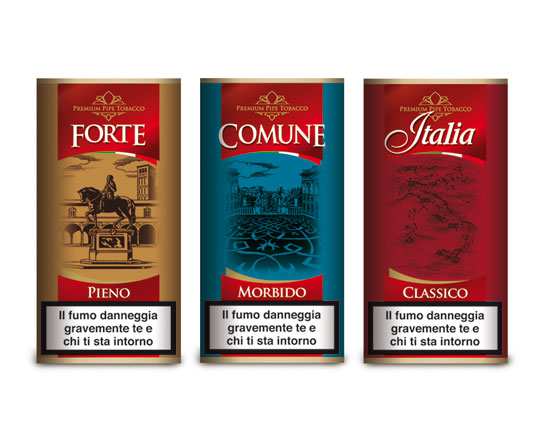 PREMIUM PIPE TOBACCO
FORTE
PIENO
Il fumo danneggia
gravemente te e
chi ti sta intorno
PREMIUM PIPE TOBACCO
COMUNE
MORBIDO
Il fumo danneggia
gravemente te e
chi ti sta intorno
PREMIUM PIPE TOBACCO
Italia
CLASSICO
Il fumo danneggia
gravemente te e
chi ti sta intorno